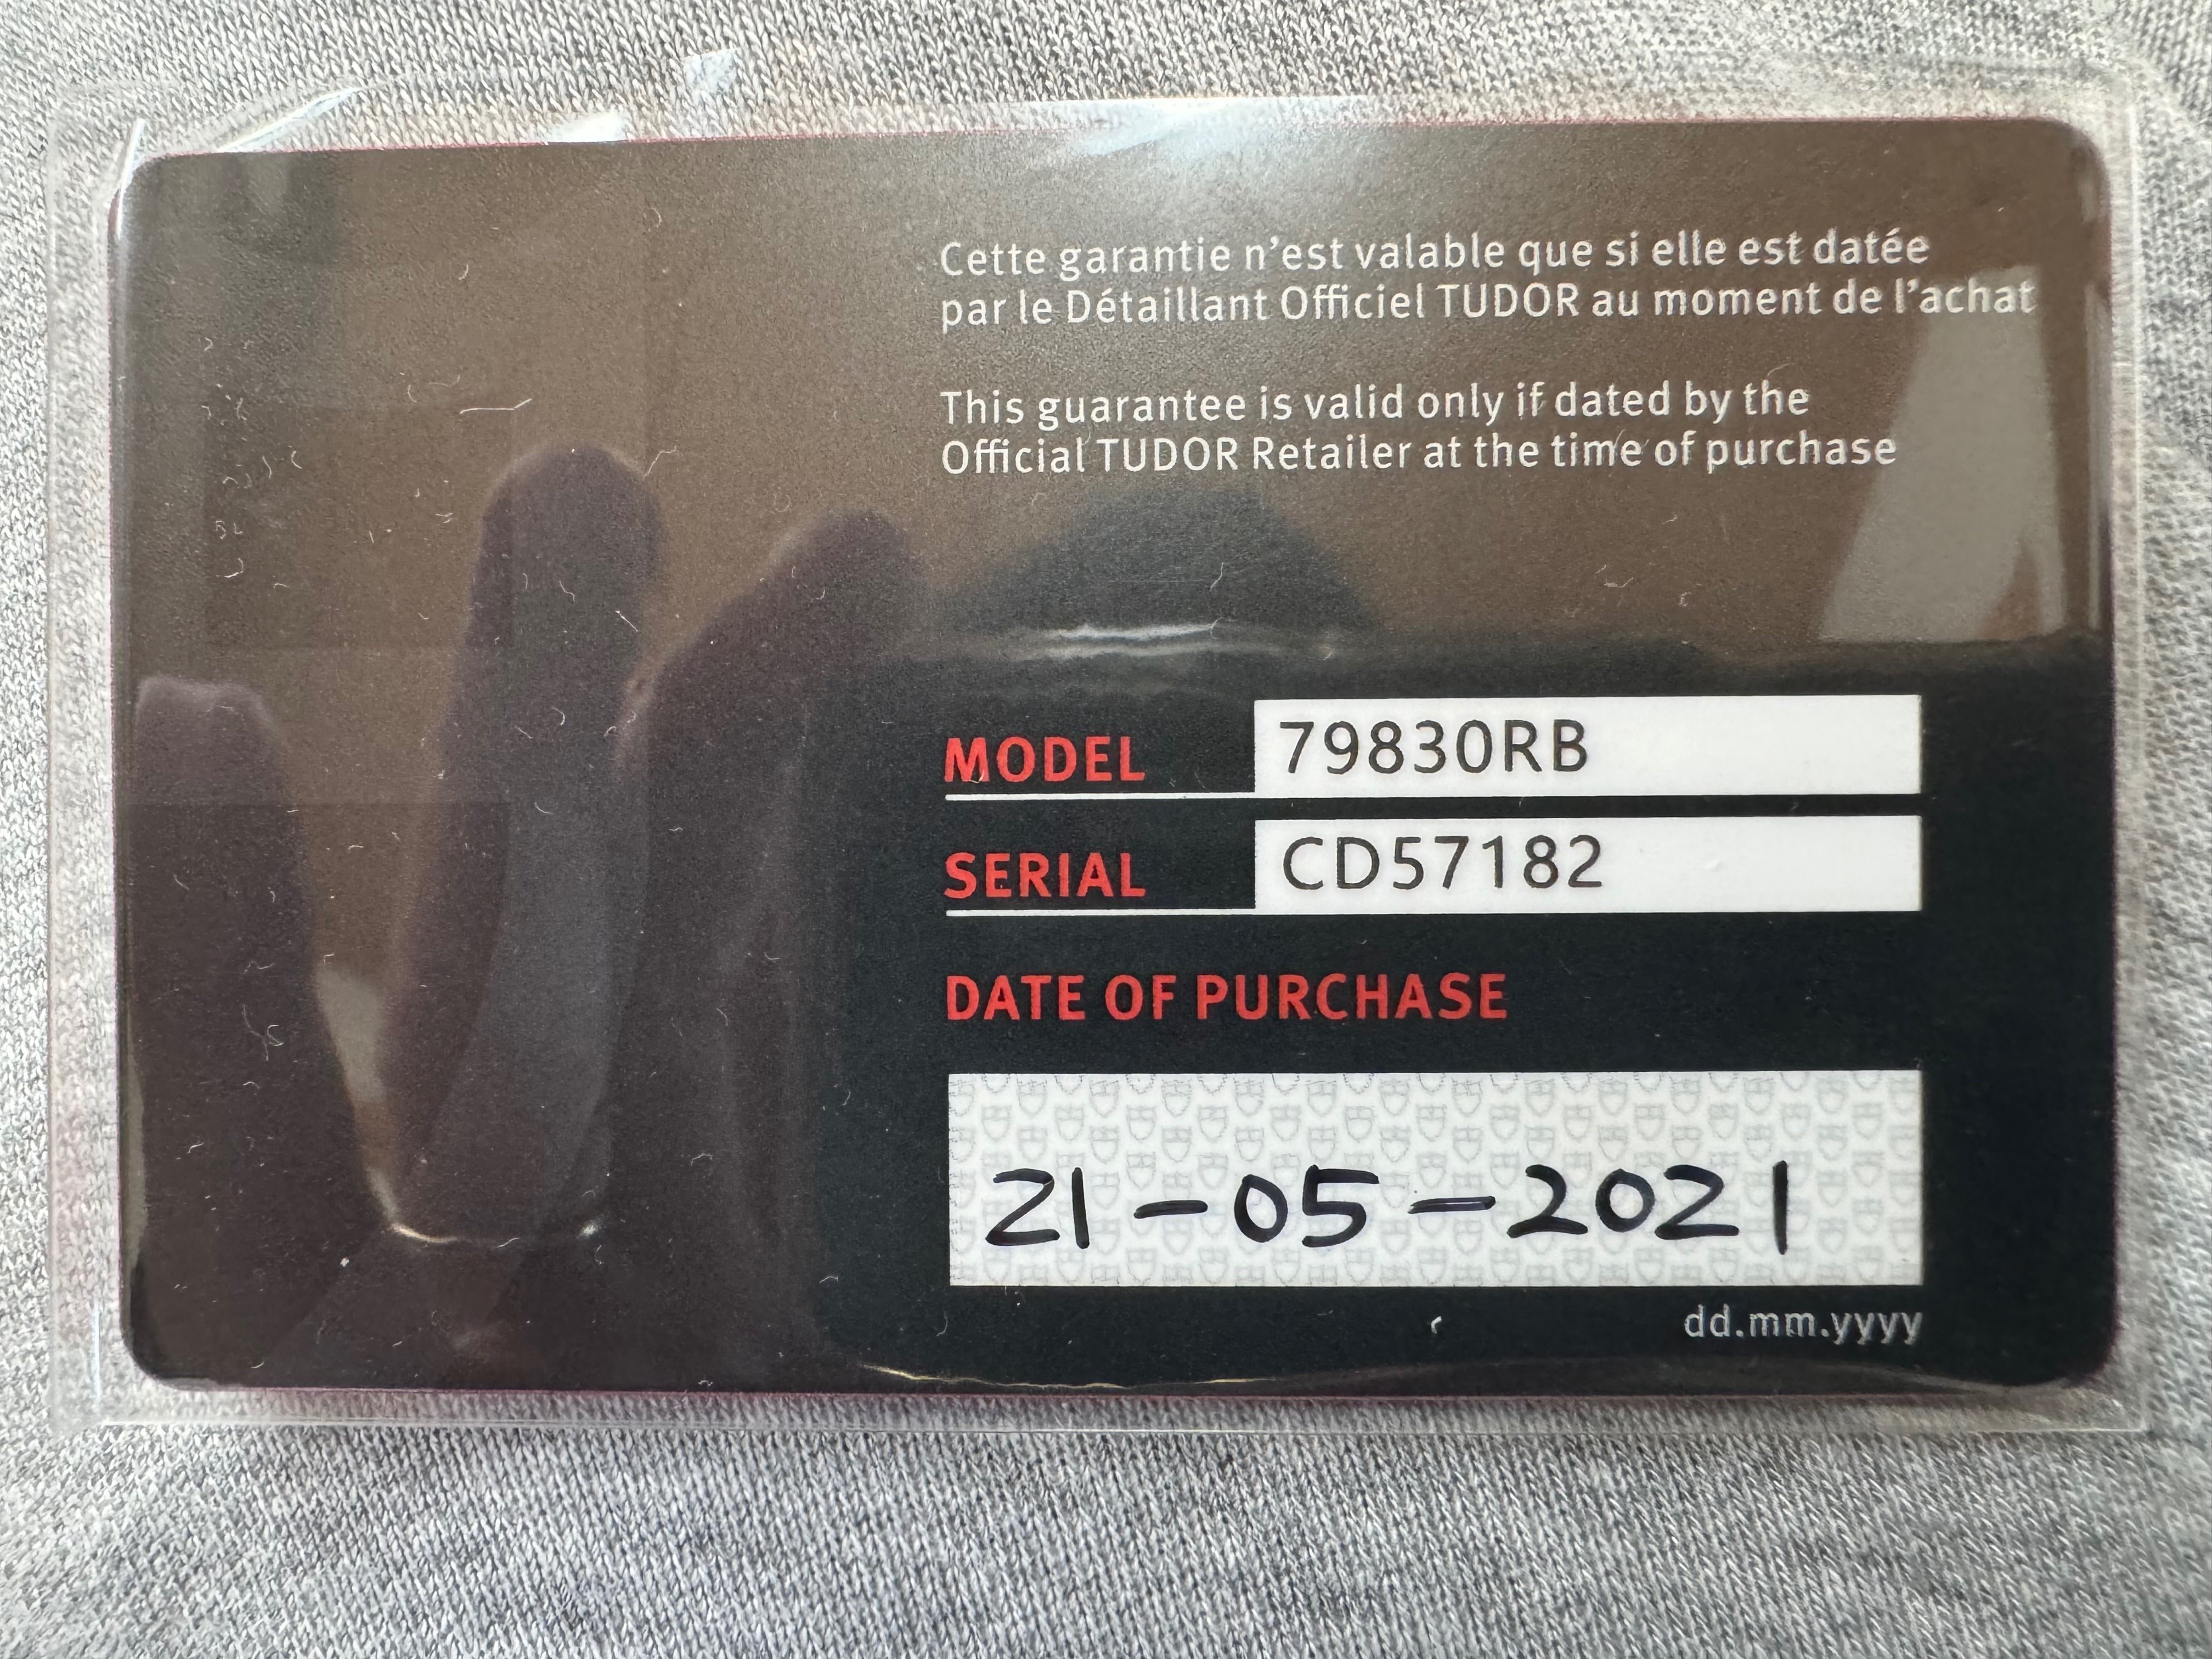 Cette garantie n'est valable que si elle est datée
par le Détaillant Officiel TUDOR au moment de l'achat
This guarantee is valid only if dated by the
Official TUDOR Retailer at the time of purchase
MODEL 79830RB
SERIAL CD57182
DATE OF PURCHASE
21-05-2021
dd.mm.yyyy